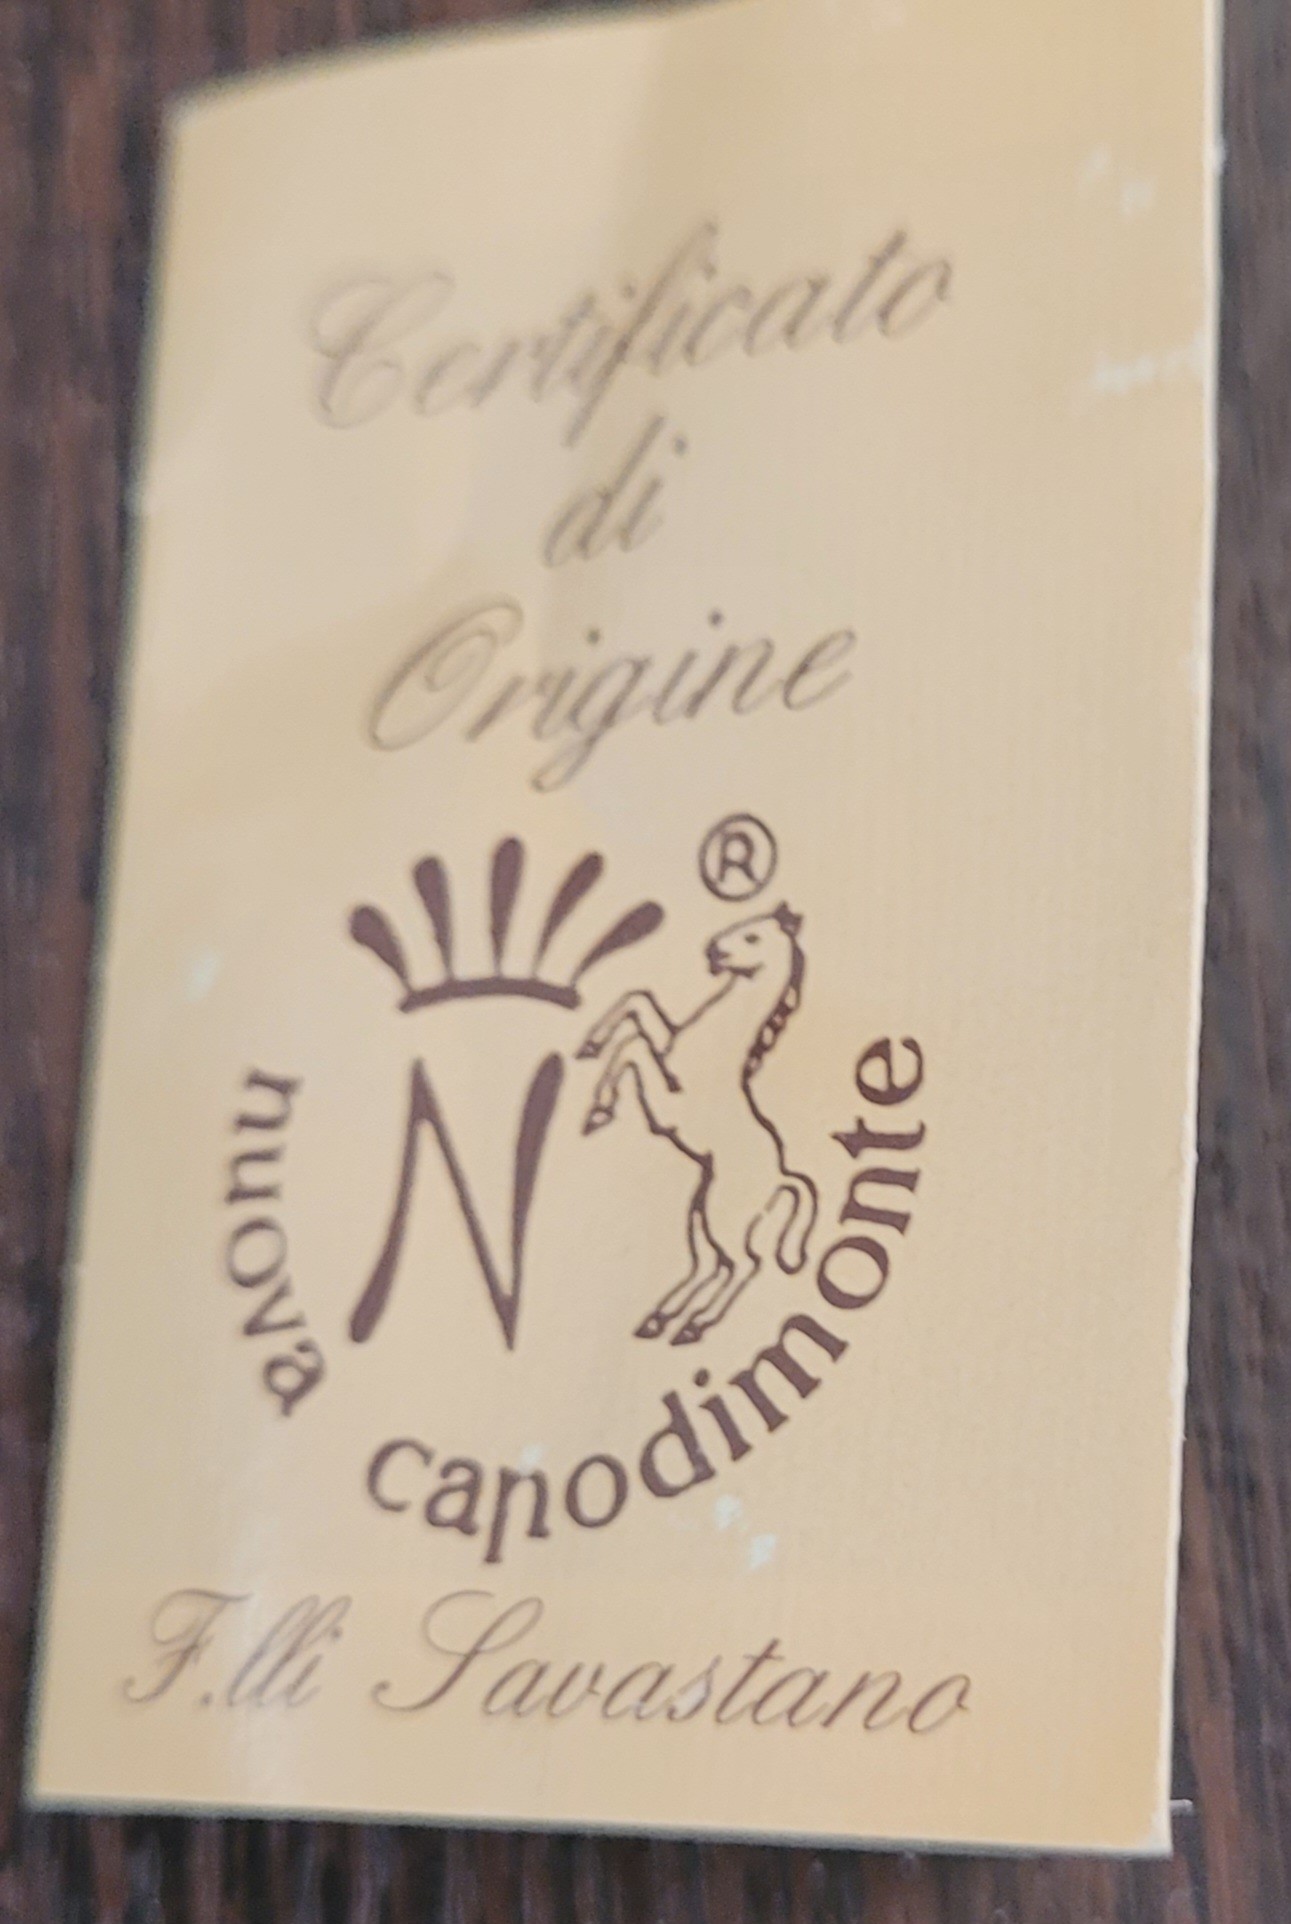 Certificato
di
Origine
®
N
nuova capodimonte
F.lli Savastano